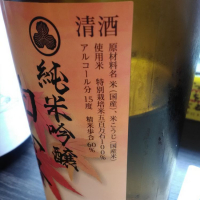 清酒
原材料名 米(国産)、米こうじ(国産米)
使用米 特別栽培米五百万石100%
アルコール分 15度 精米歩合60%
純米吟醸